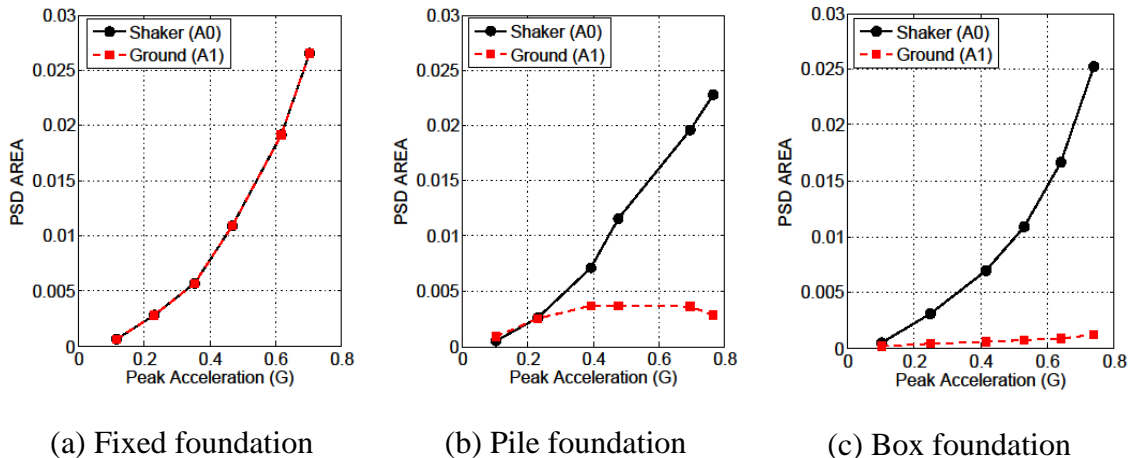 0.03
Shaker (A0)
Ground (A1)
0.025
0.02
0.015
0.01
0.005
0
PSD AREA
0 0.2 0.4 0.6 0.8
Peak Acceleration (G)
(a) Fixed foundation
0.03
Shaker (A0)
Ground (A1)
0.025
0.02
0.015
0.01
0.005
0
PSD AREA
0 0.2 0.4 0.6 0.8
Peak Acceleration (G)
(b) Pile foundation
0.03
Shaker (A0)
Ground (A1)
0.025
0.02
0.015
0.01
0.005
0
PSD AREA
0 0.2 0.4 0.6 0.8
Peak Acceleration (G)
(c) Box foundation